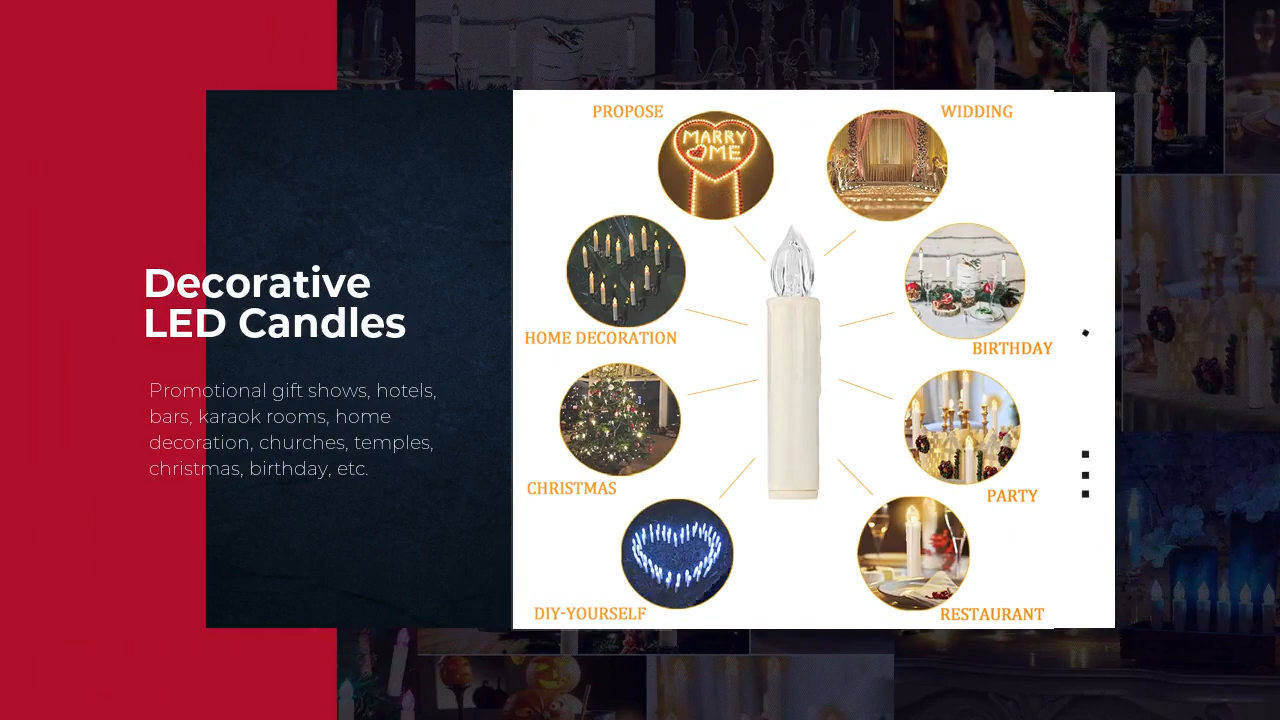 Decorative
LED Candles
Promotional gift shows, hotels,
bars, karaok rooms, home
decoration, churches, temples,
christmas, birthday, etc.
PROPOSE
WIDDING
MARRY
ME
HOME DECORATION
BIRTHDAY
CHRISTMAS
PARTY
DIY-YOURSELF
RESTAURANT